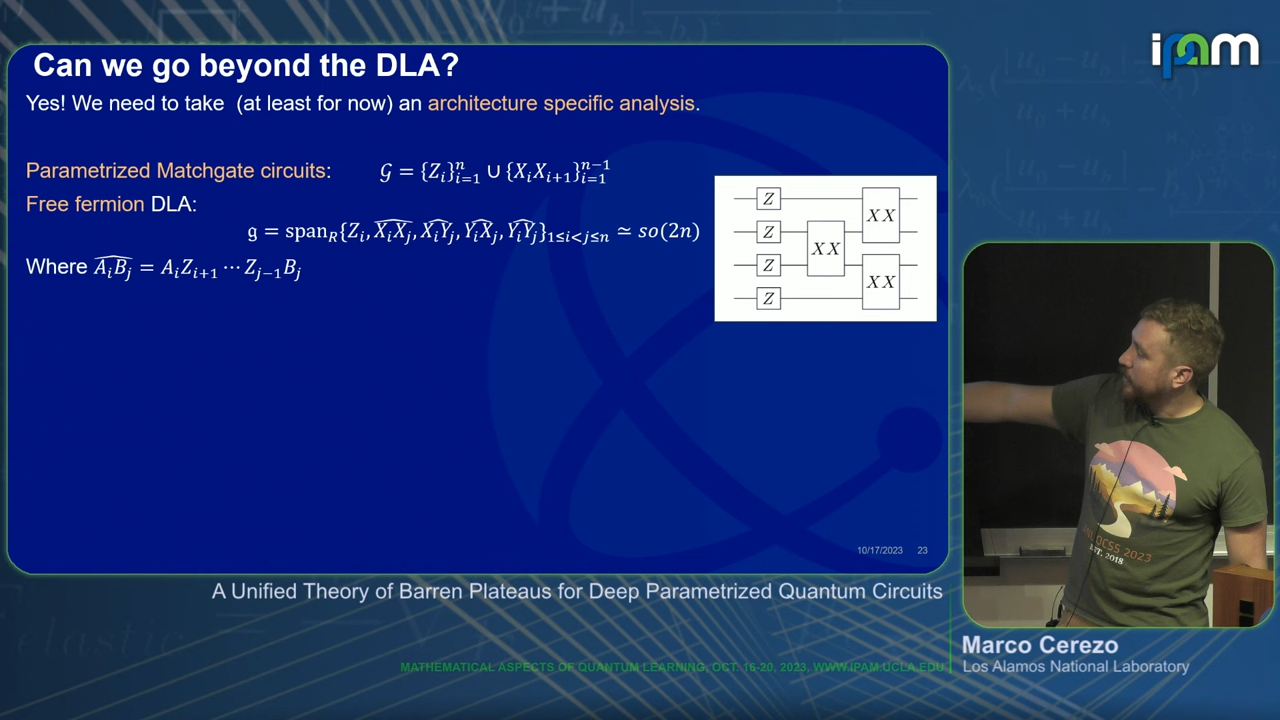 ipam
Can we go beyond the DLA?
Yes! We need to take (at least for now) an architecture specific analysis.
Parametrized Matchgate circuits: 𝒢 = {Z_i}_{i=1}^{n} ∪ {X_iX_{i+1}}_{i=1}^{n−1}
Free fermion DLA:
𝔤 = span_R{Z_i, \widehat{X_iX_j}, \widehat{X_iY_j}, \widehat{Y_iX_j}, \widehat{Y_iY_j}}_{1≤i<j≤n} ≃ so(2n)
Where \widehat{A_iB_j} = A_iZ_{i+1} ⋯ Z_{j−1}B_j
Z
Z
Z
Z
XX
XX
XX
10/17/2023 23
QCSS 2023
EST. 2018
A Unified Theory of Barren Plateaus for Deep Parametrized Quantum Circuits
Marco Cerezo
Los Alamos National Laboratory
MATHEMATICAL ASPECTS OF QUANTUM LEARNING, OCT. 16-20, 2023, WWW.IPAM.UCLA.EDU